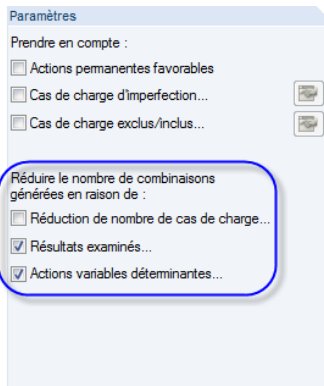 Paramètres
Prendre en compte :
Actions permanentes favorables
Cas de charge d'imperfection...
Cas de charge exclus/inclus...
Réduire le nombre de combinaisons
générées en raison de :
Réduction de nombre de cas de charge...
Résultats examinés...
Actions variables déterminantes...